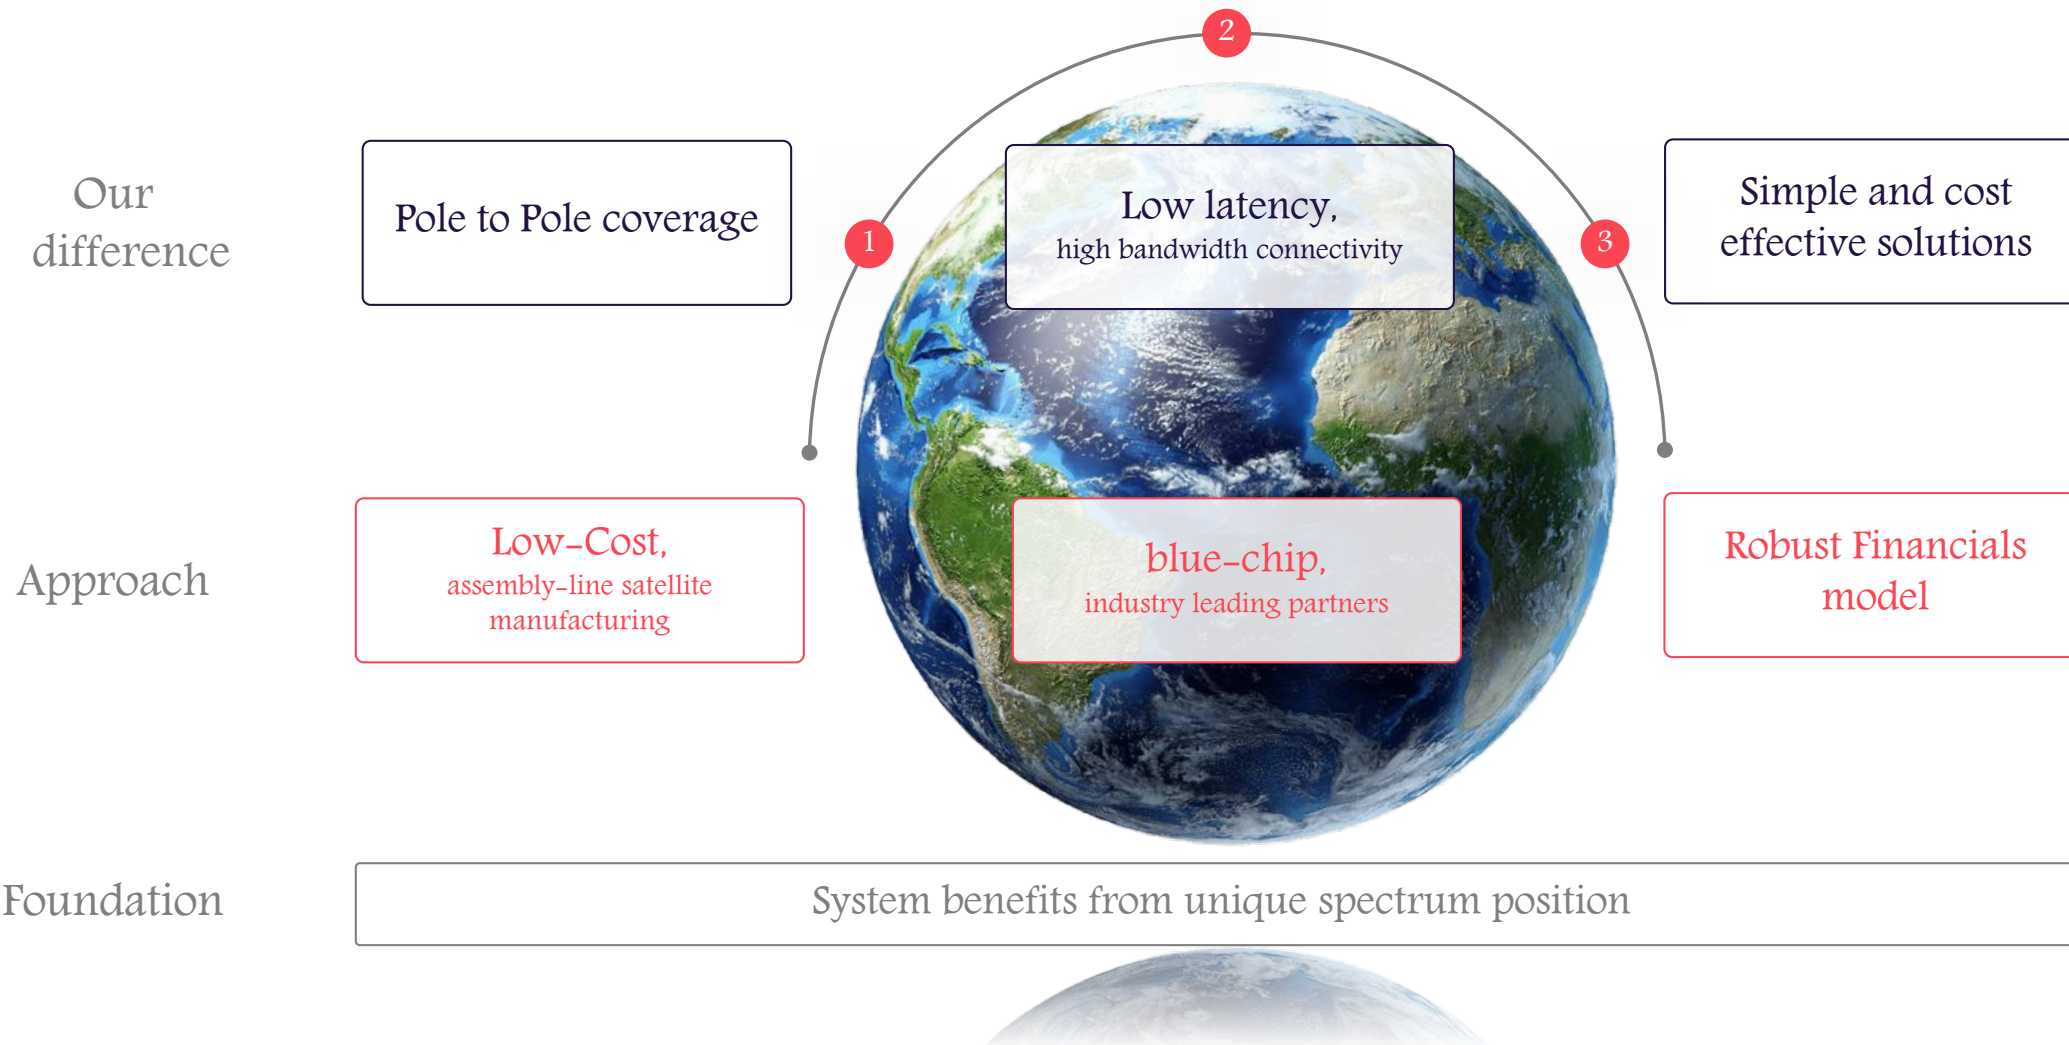 2
1
3
Our
difference
Pole to Pole coverage
Low latency,
high bandwidth connectivity
Simple and cost
effective solutions
Approach
Low-Cost,
assembly-line satellite
manufacturing
blue-chip,
industry leading partners
Robust Financials
model
Foundation
System benefits from unique spectrum position